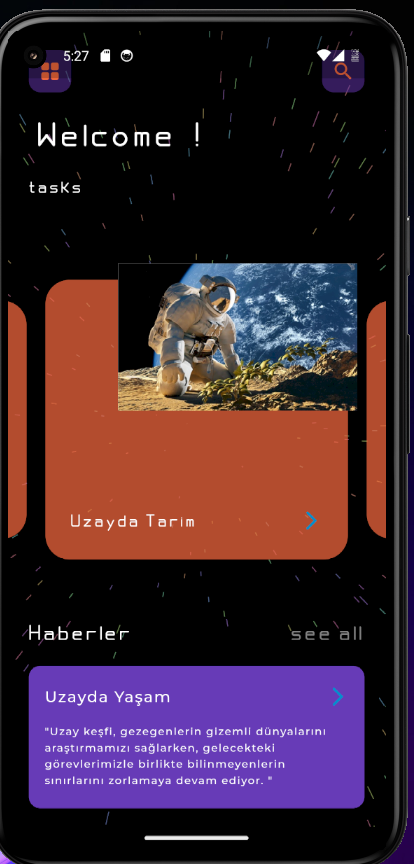 5:27
Welcome !
tasks
Uzayda Tarim
Haberler see all
Uzayda Yaşam
"Uzay keşfi, gezegenlerin gizemli dünyalarını
araştırmamızı sağlarken, gelecekteki
görevlerimizle birlikte bilinmeyenlerin
sınırlarını zorlamaya devam ediyor. "